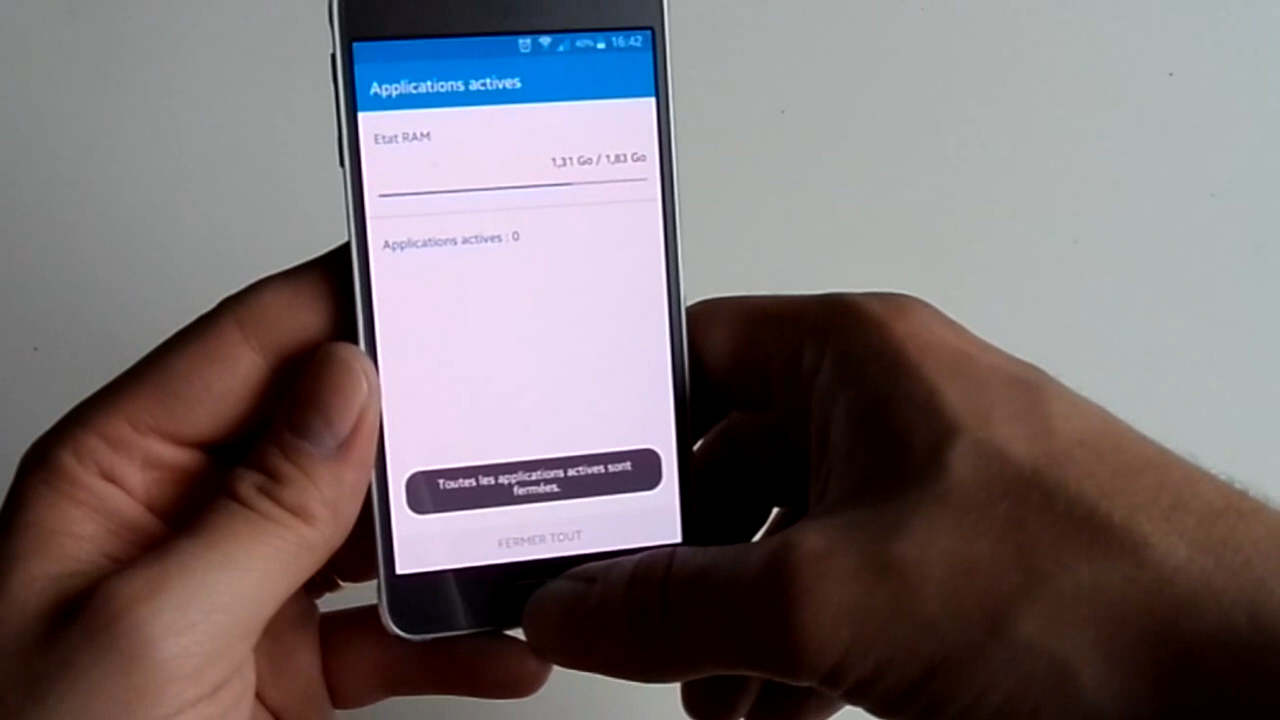 40% 16:42
Applications actives
Etat RAM
1,31 Go / 1,83 Go
Applications actives : 0
Toutes les applications actives sont
fermées.
FERMER TOUT